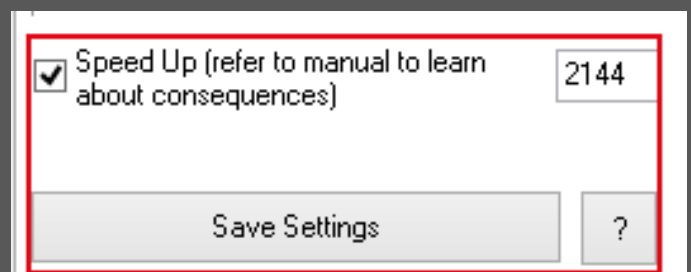 Speed Up (refer to manual to learn
about consequences)
2144
Save Settings
?